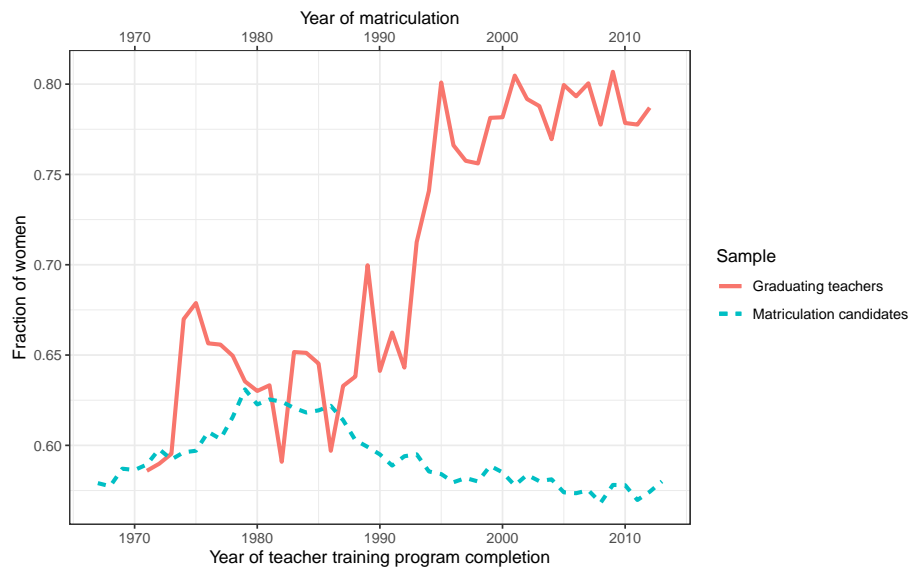 Year of matriculation
1970 1980 1990 2000 2010
0.80
0.75
0.70
0.65
0.60
Fraction of women
1970 1980 1990 2000 2010
Year of teacher training program completion
Sample
Graduating teachers
Matriculation candidates